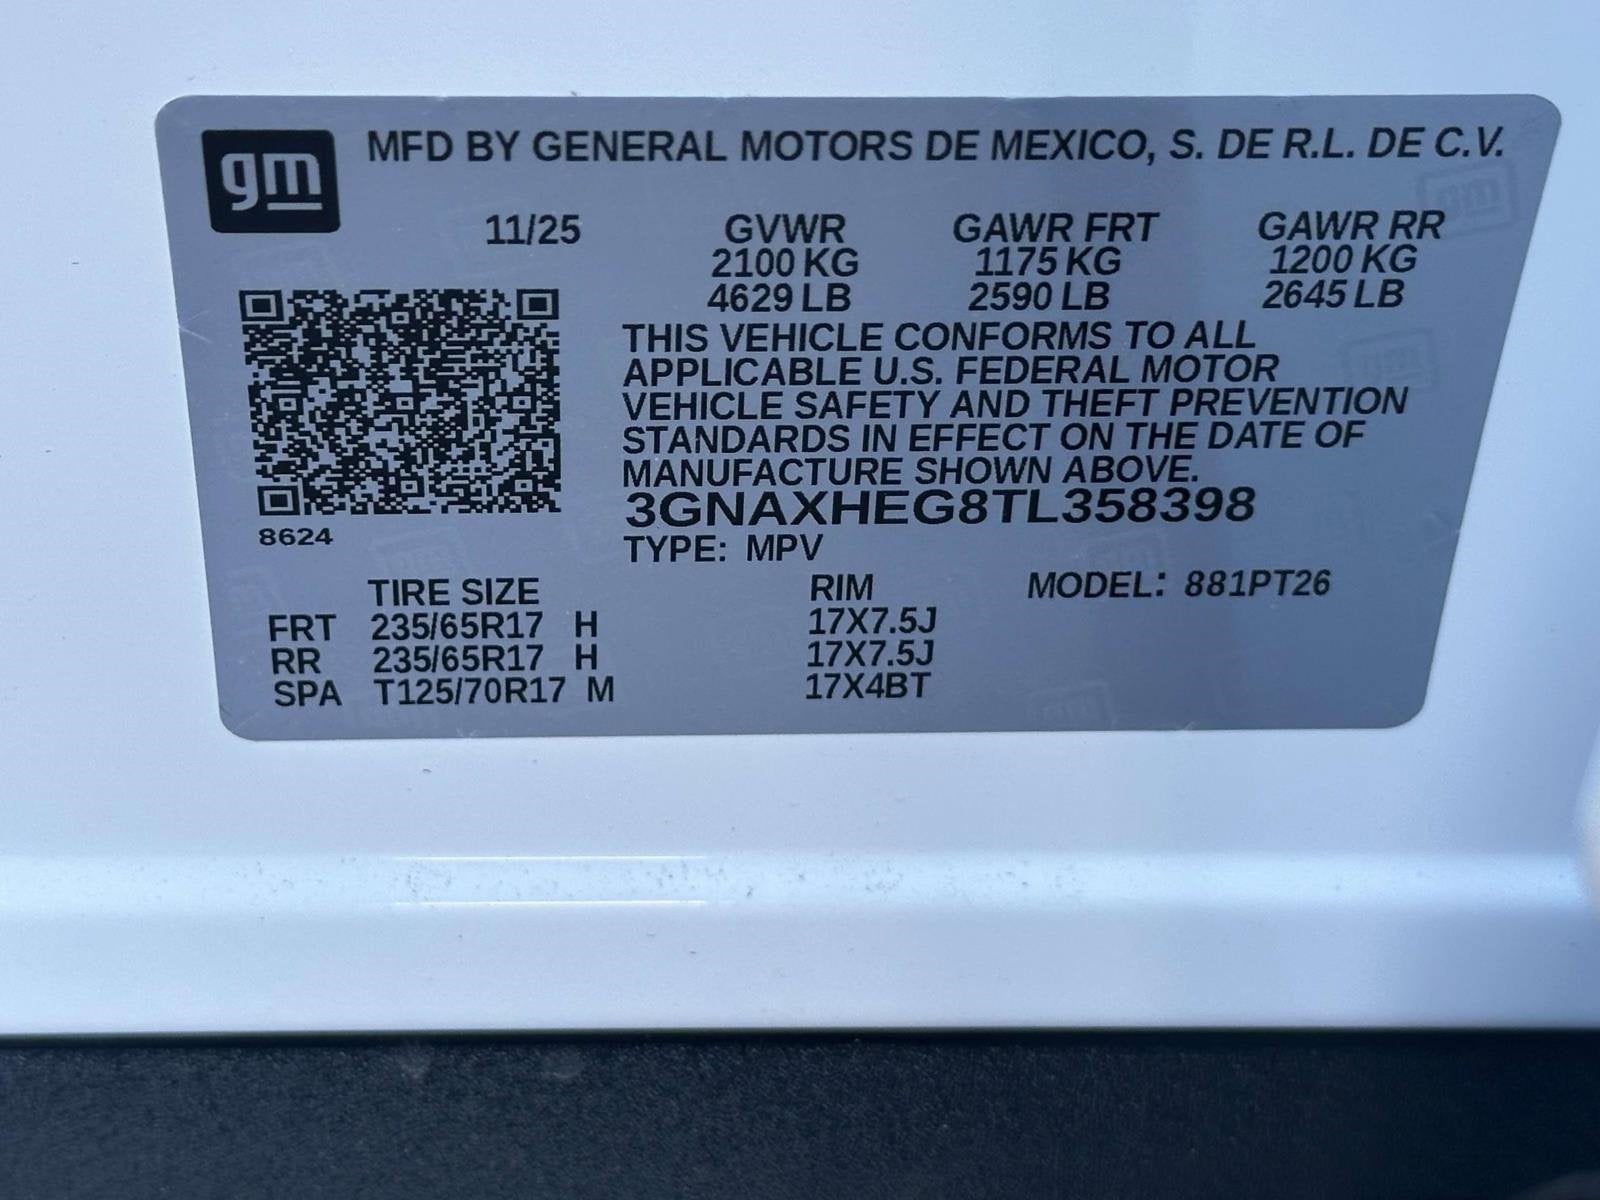 gm
MFD BY GENERAL MOTORS DE MEXICO, S. DE R.L. DE C.V.
11/25 GVWR GAWR FRT GAWR RR
2100 KG 1175 KG 1200 KG
4629 LB 2590 LB 2645 LB
THIS VEHICLE CONFORMS TO ALL
APPLICABLE U.S. FEDERAL MOTOR
VEHICLE SAFETY AND THEFT PREVENTION
STANDARDS IN EFFECT ON THE DATE OF
MANUFACTURE SHOWN ABOVE.
3GNAXHEG8TL358398
8624
TYPE: MPV
TIRE SIZE RIM MODEL: 881PT26
FRT 235/65R17 H 17X7.5J
RR 235/65R17 H 17X7.5J
SPA T125/70R17 M 17X4BT